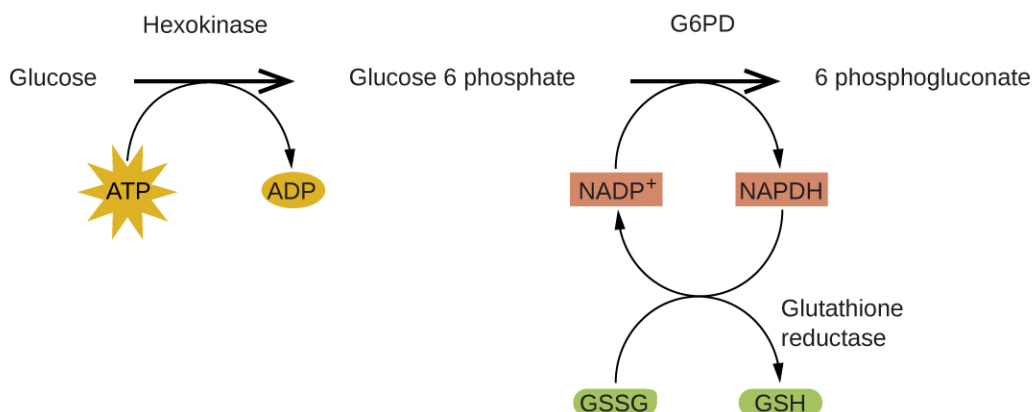 Hexokinase
G6PD
Glucose
Glucose 6 phosphate
6 phosphogluconate
ATP
ADP
NADP⁺
NAPDH
Glutathione
reductase
GSSG
GSH